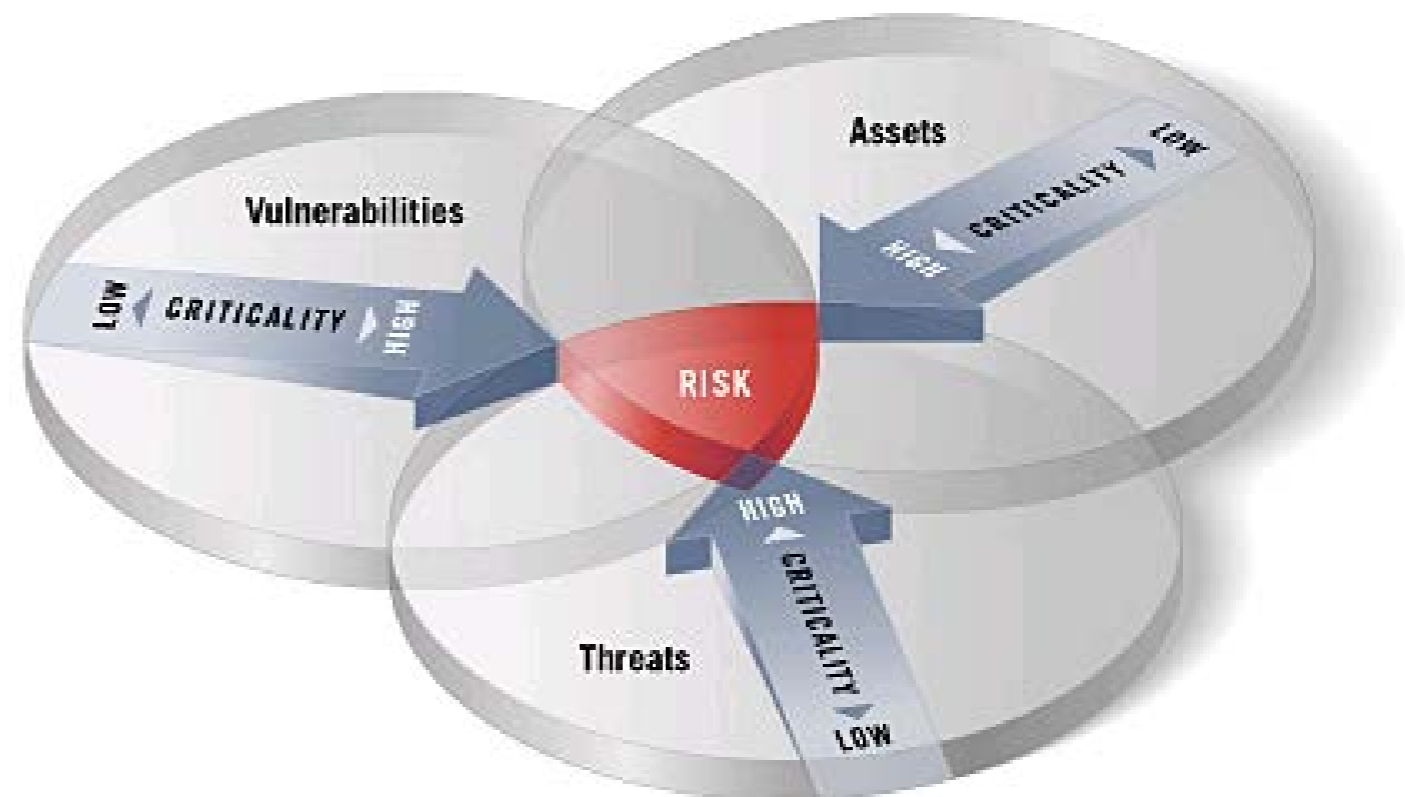 Assets
LOW
CRITICALITY
HIGH
Vulnerabilities
LOW
CRITICALITY
HIGH
RISK
HIGH
CRITICALITY
LOW
Threats